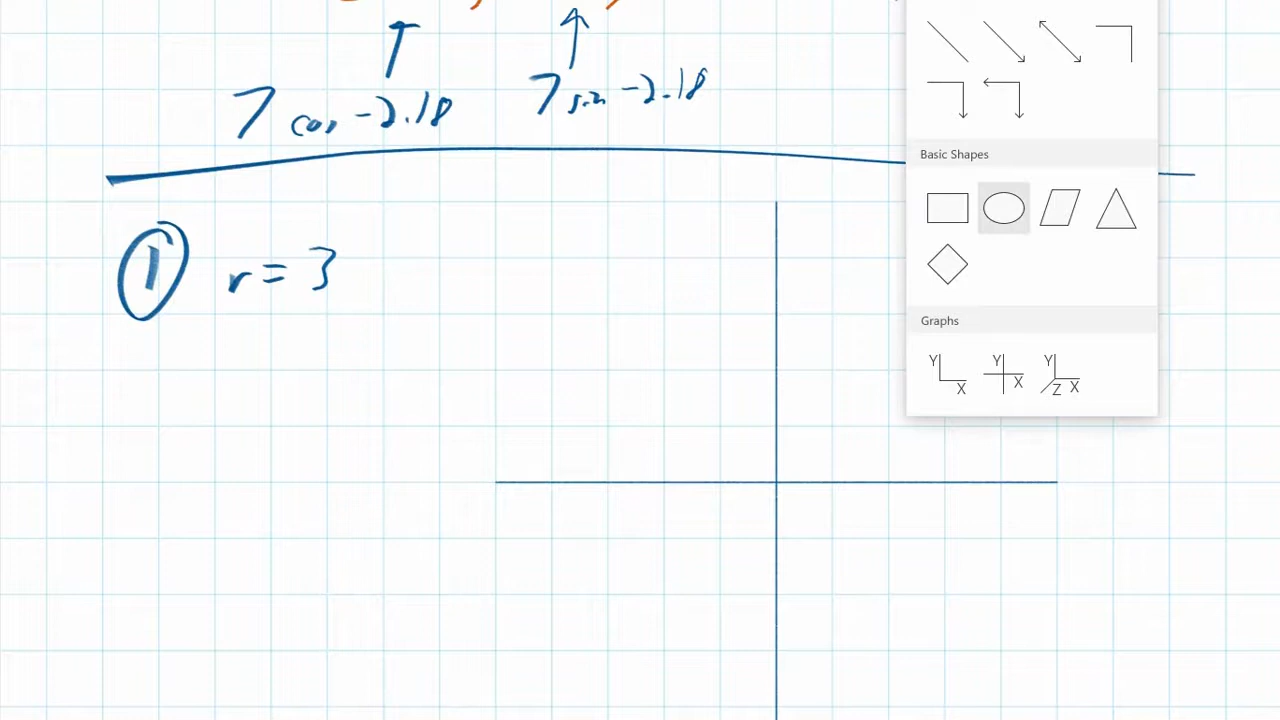 7 cos -2.18 7 sin -2.18
Basic Shapes
① r = 3
Graphs
Y X Y X Y Z X